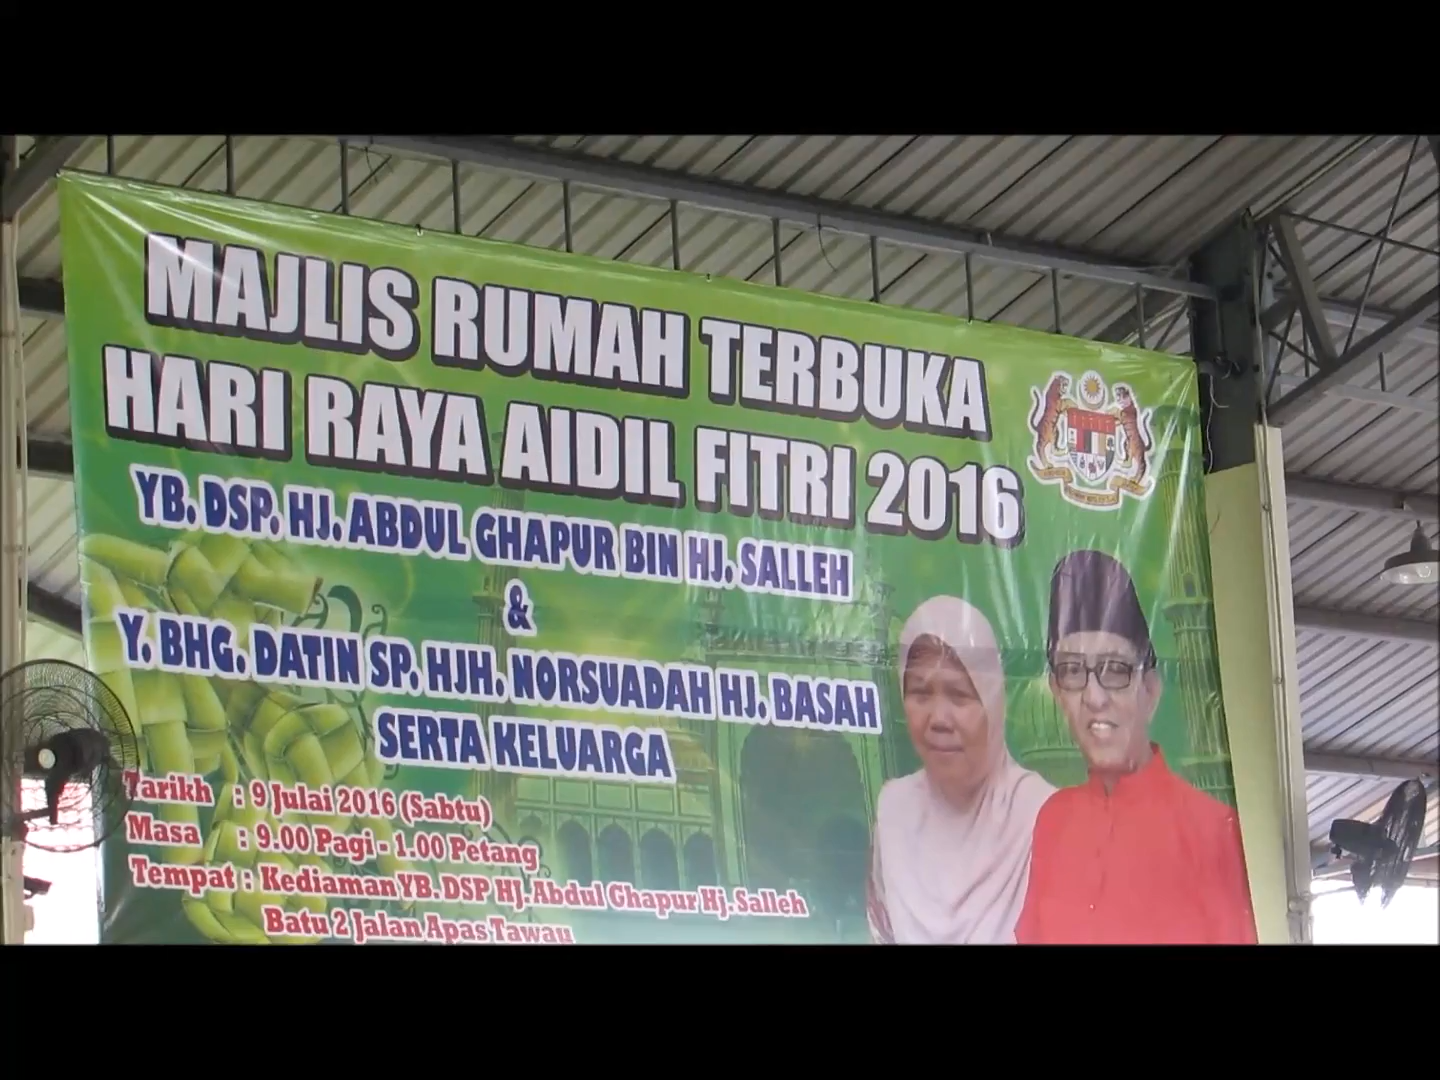 MAJLIS RUMAH TERBUKA
HARI RAYA AIDIL FITRI 2016
YB. DSP. HJ. ABDUL GHAPUR BIN HJ. SALLEH
&
Y. BHG. DATIN SP. HJH. NORSUADAH HJ. BASAH
SERTA KELUARGA
Tarikh : 9 Julai 2016 (Sabtu)
Masa : 9.00 Pagi - 1.00 Petang
Tempat : Kediaman YB. DSP HJ. Abdul Ghapur Hj. Salleh
Batu 2 Jalan Apas Tawau